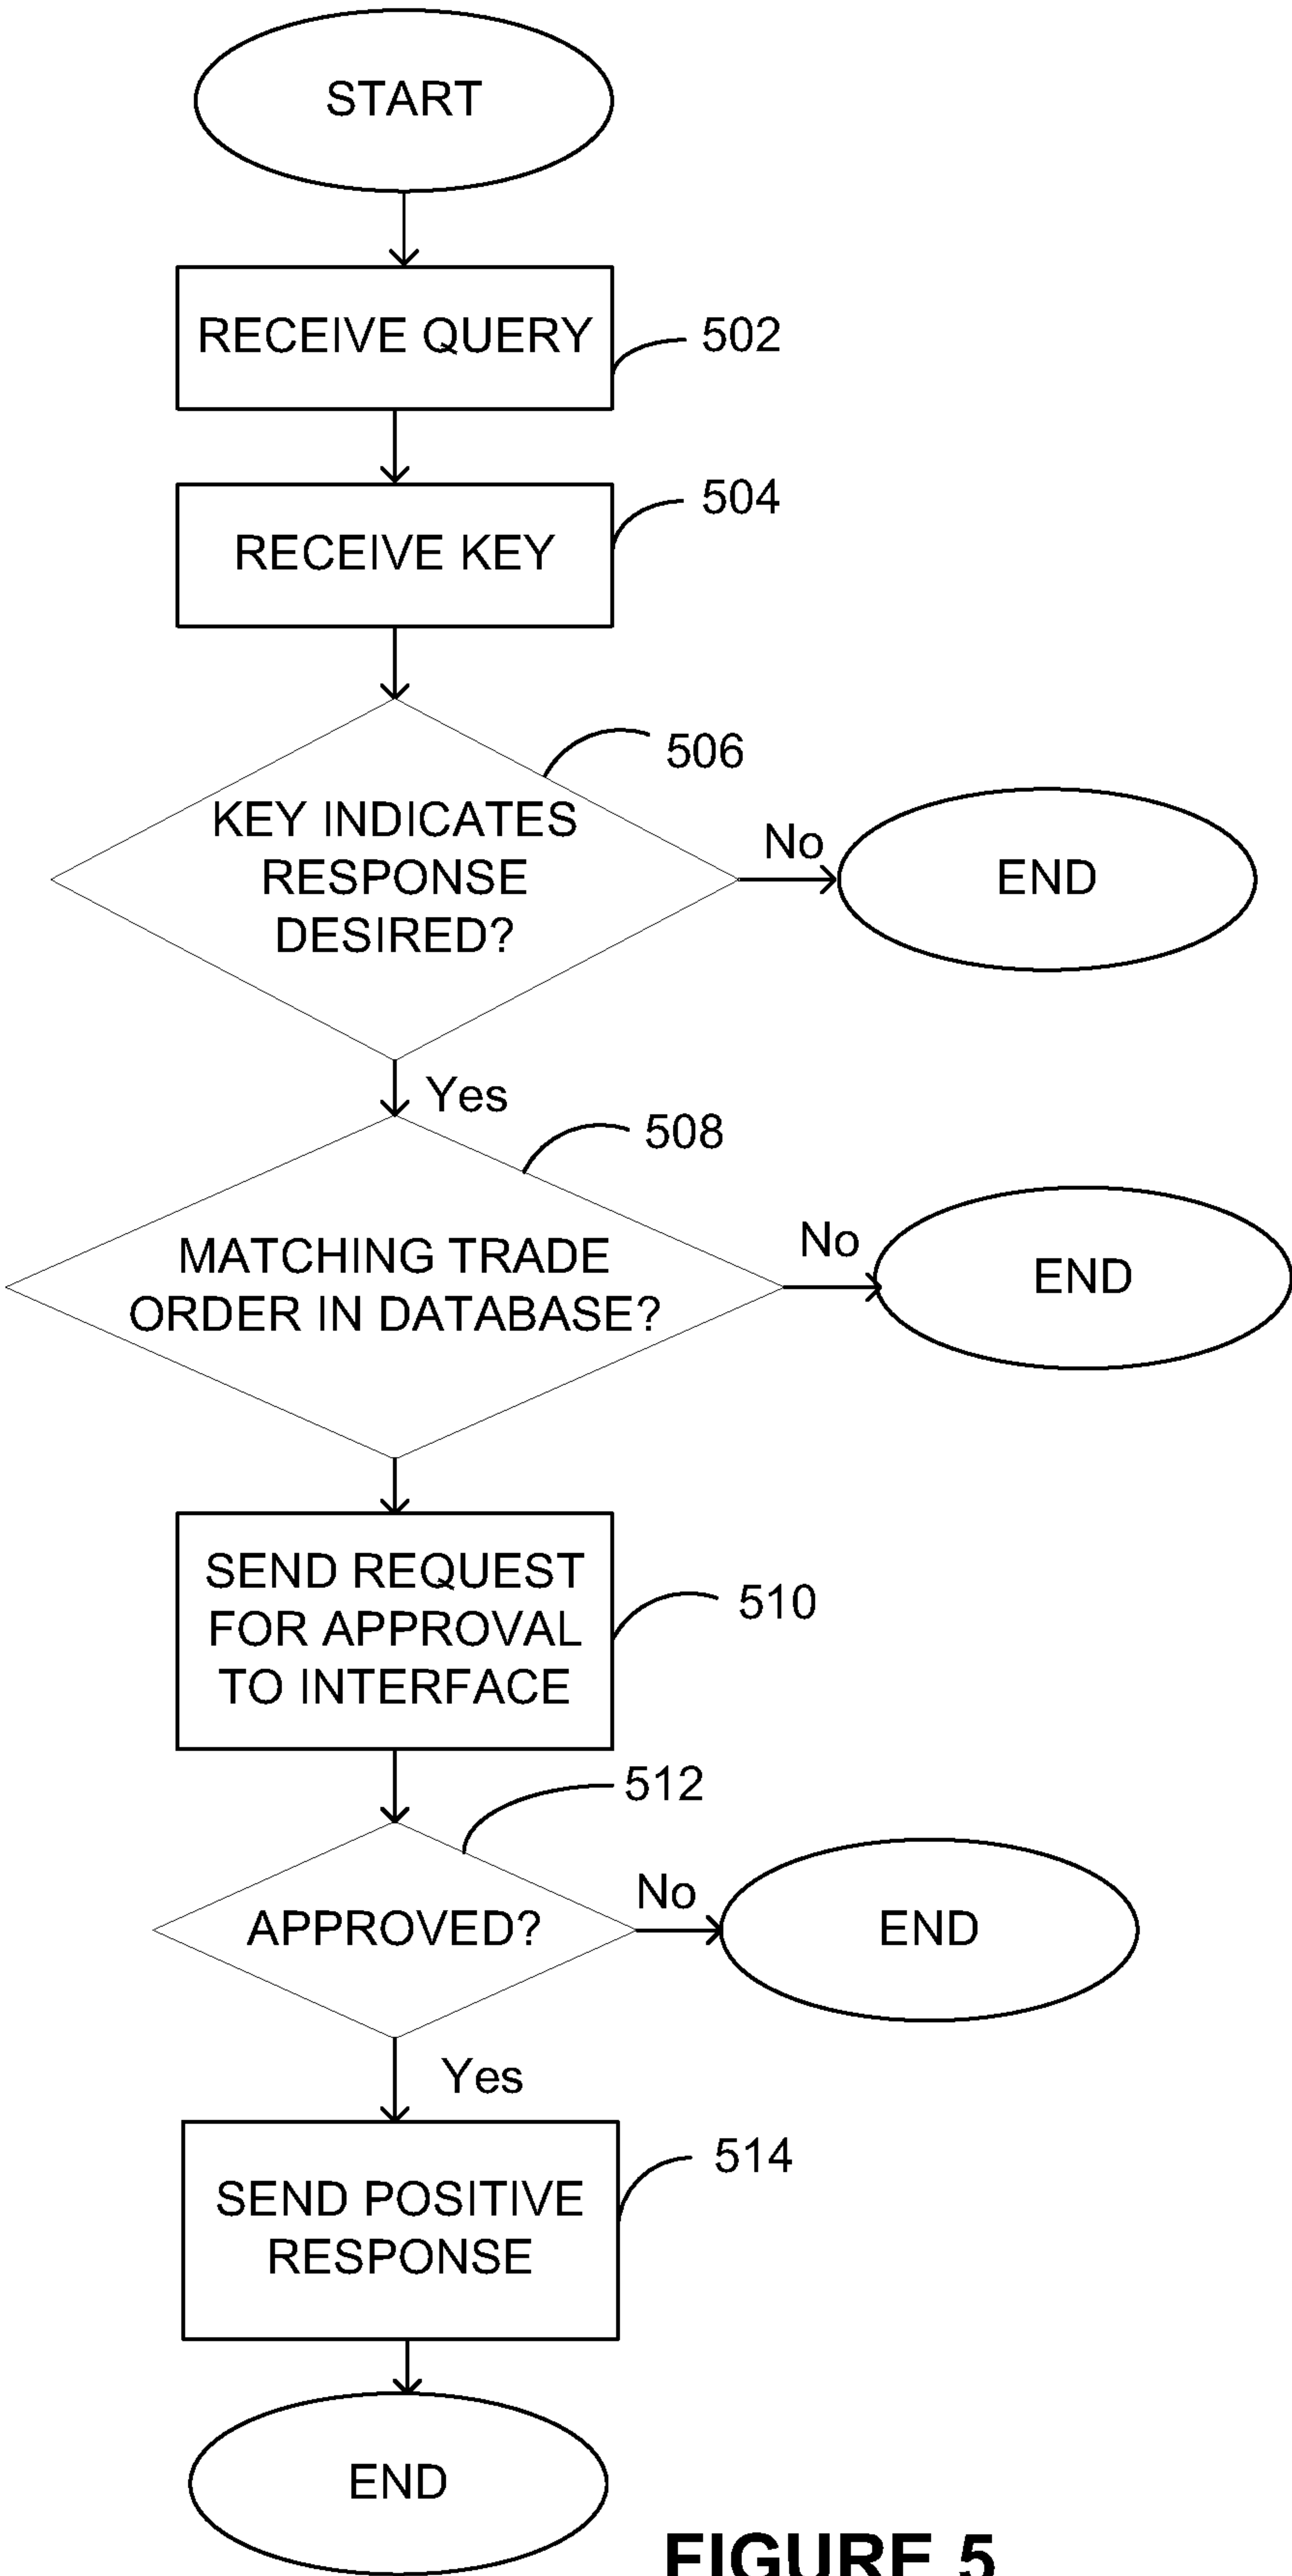 START
RECEIVE QUERY
502
504
RECEIVE KEY
506
KEY INDICATES
RESPONSE
DESIRED?
No
END
Yes
508
MATCHING TRADE
ORDER IN DATABASE?
No
END
SEND REQUEST
FOR APPROVAL
TO INTERFACE
510
512
APPROVED?
No
END
Yes
514
SEND POSITIVE
RESPONSE
END
FIGURE 5